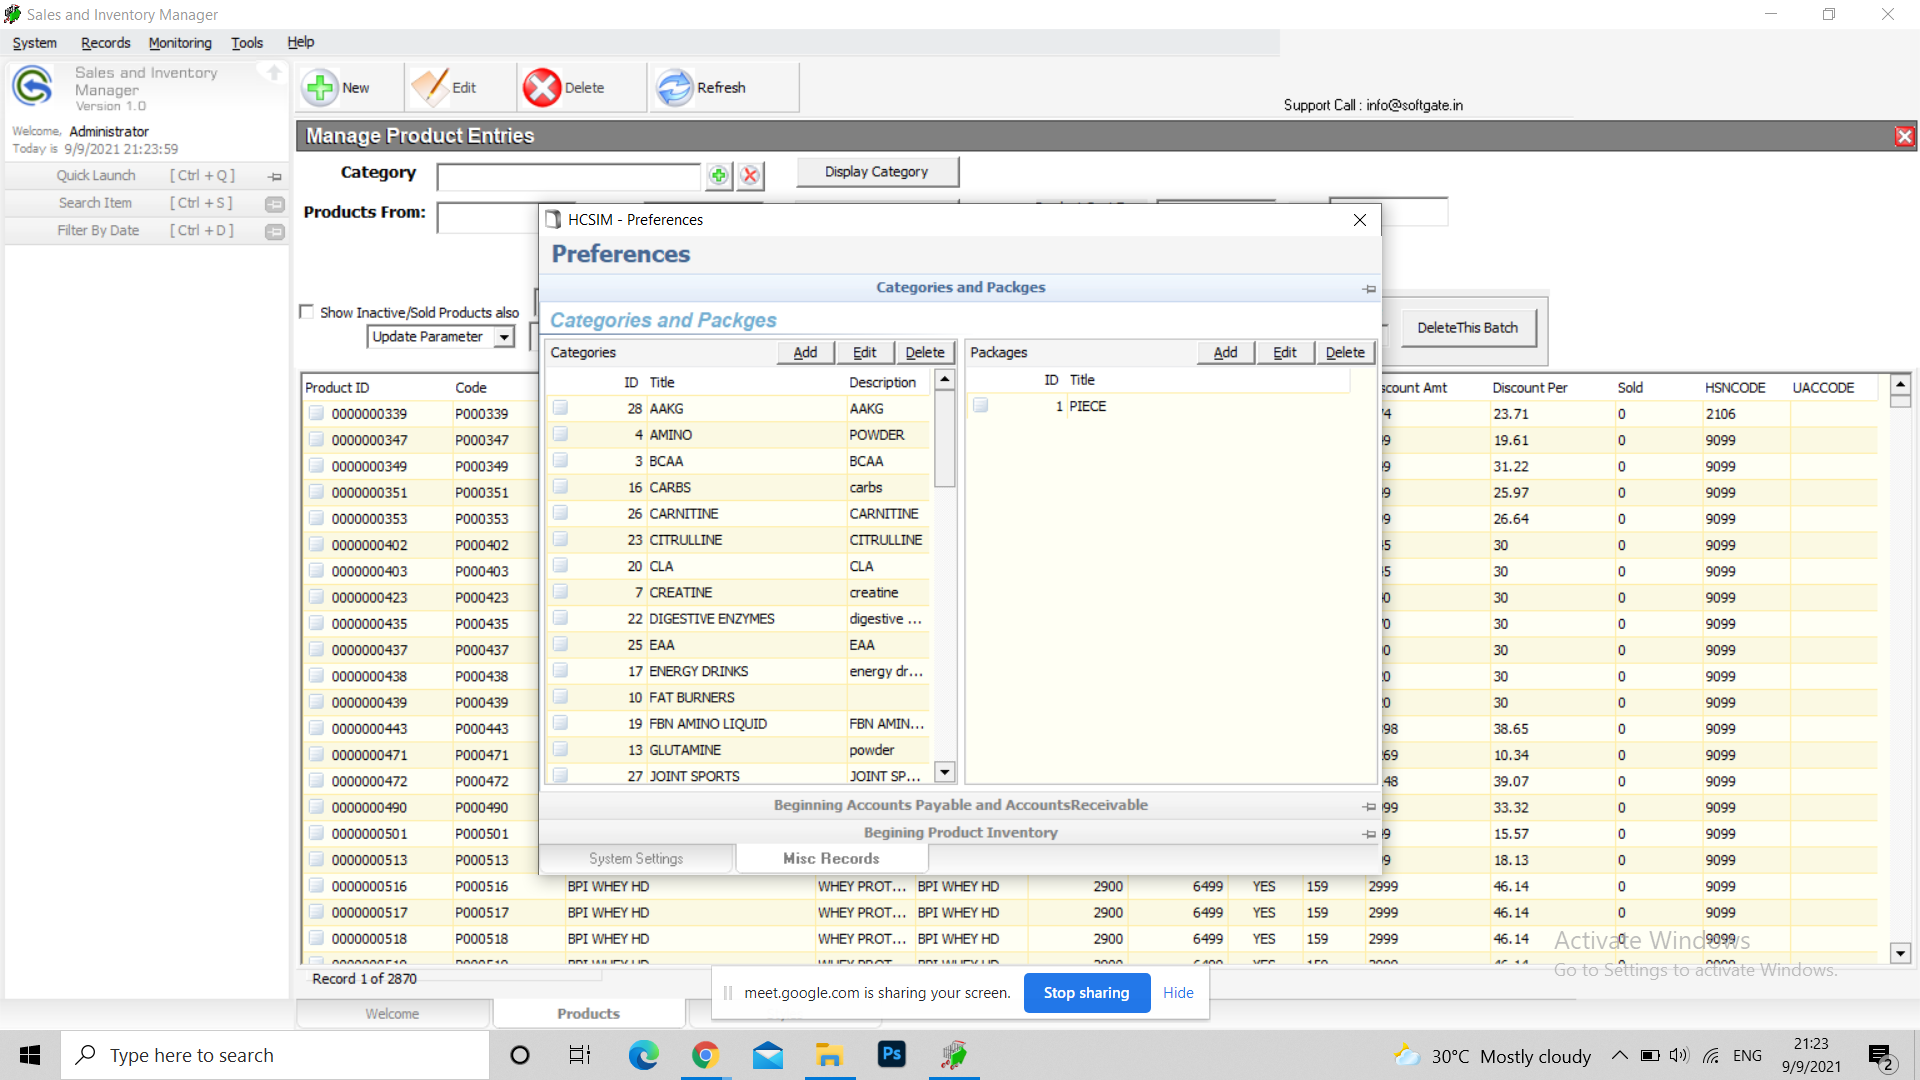 Sales and Inventory Manager
System Records Monitoring Tools Help
Sales and Inventory
Manager
Version 1.0
Welcome, Administrator
Today is 9/9/2021 21:23:59
Quick Launch [ Ctrl + Q ]
Search Item [ Ctrl + S ]
Filter By Date [ Ctrl + D ]
New Edit Delete Refresh
Support Call : info@softgate.in
Manage Product Entries
Category Display Category
Products From:
Show Inactive/Sold Products also
Update Parameter
DeleteThis Batch
HCSIM - Preferences
Preferences
Categories and Packges
Categories and Packges
Categories Add Edit Delete
ID Title Description
28 AAKG AAKG
4 AMINO POWDER
3 BCAA BCAA
16 CARBS carbs
26 CARNITINE CARNITINE
23 CITRULLINE CITRULLINE
20 CLA CLA
7 CREATINE creatine
22 DIGESTIVE ENZYMES digestive ...
25 EAA EAA
17 ENERGY DRINKS energy dr...
10 FAT BURNERS
19 FBN AMINO LIQUID FBN AMIN...
13 GLUTAMINE powder
27 JOINT SPORTS JOINT SP...
Packages Add Edit Delete
ID Title
1 PIECE
Beginning Accounts Payable and AccountsReceivable
Begining Product Inventory
System Settings Misc Records
Product ID Code count Amt Discount Per Sold HSNCODE UACCODE
0000000339 P000339 23.71 0 2106
0000000347 P000347 19.61 0 9099
0000000349 P000349 31.22 0 9099
0000000351 P000351 25.97 0 9099
0000000353 P000353 26.64 0 9099
0000000402 P000402 30 0 9099
0000000403 P000403 30 0 9099
0000000423 P000423 30 0 9099
0000000435 P000435 30 0 9099
0000000437 P000437 30 0 9099
0000000438 P000438 30 0 9099
0000000439 P000439 30 0 9099
0000000443 P000443 98 38.65 0 9099
0000000471 P000471 69 10.34 0 9099
0000000472 P000472 48 39.07 0 9099
0000000490 P000490 99 33.32 0 9099
0000000501 P000501 15.57 0 9099
0000000513 P000513 18.13 0 9099
0000000516 P000516 BPI WHEY HD WHEY PROT... BPI WHEY HD 2900 6499 YES 159 2999 46.14 0 9099
0000000517 P000517 BPI WHEY HD WHEY PROT... BPI WHEY HD 2900 6499 YES 159 2999 46.14 0 9099
0000000518 P000518 BPI WHEY HD WHEY PROT... BPI WHEY HD 2900 6499 YES 159 2999 46.14 0 9099
Activate Windows
Go to Settings to activate Windows.
Record 1 of 2870
meet.google.com is sharing your screen. Stop sharing Hide
Welcome Products
Type here to search
Ps
30°C Mostly cloudy ENG 21:23
9/9/2021
2